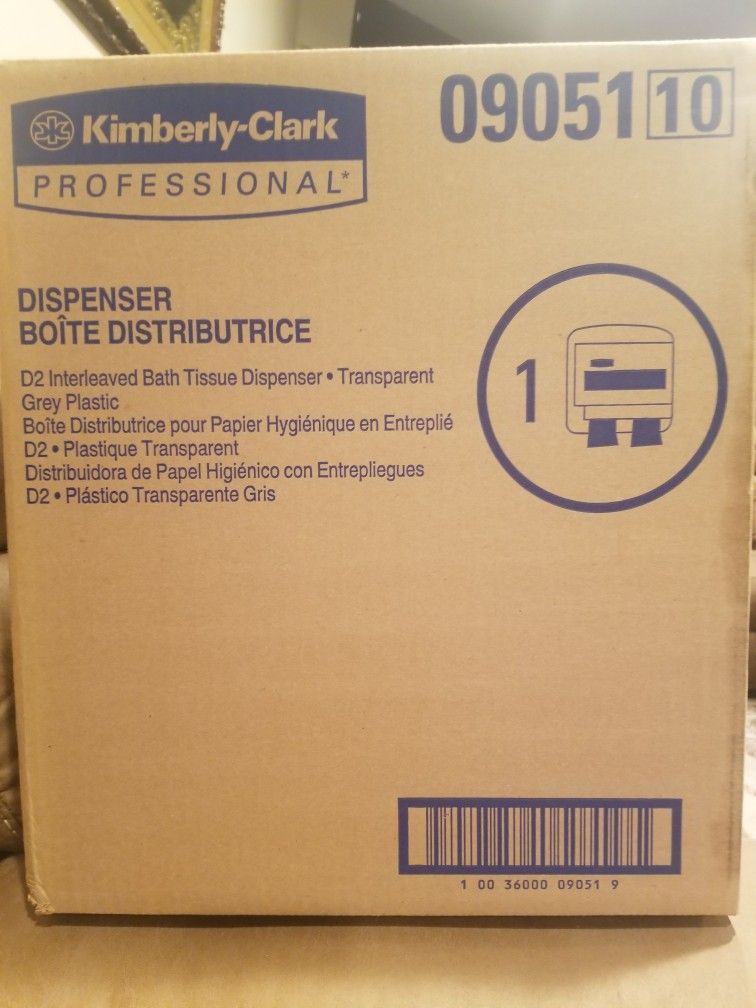 Kimberly-Clark
PROFESSIONAL*
09051 10
DISPENSER
BOÎTE DISTRIBUTRICE
D2 Interleaved Bath Tissue Dispenser • Transparent
Grey Plastic
Boîte Distributrice pour Papier Hygiénique en Entreplié
D2 • Plastique Transparent
Distribuidora de Papel Higiénico con Entrepliegues
D2 • Plástico Transparente Gris
1
1 00 36000 09051 9